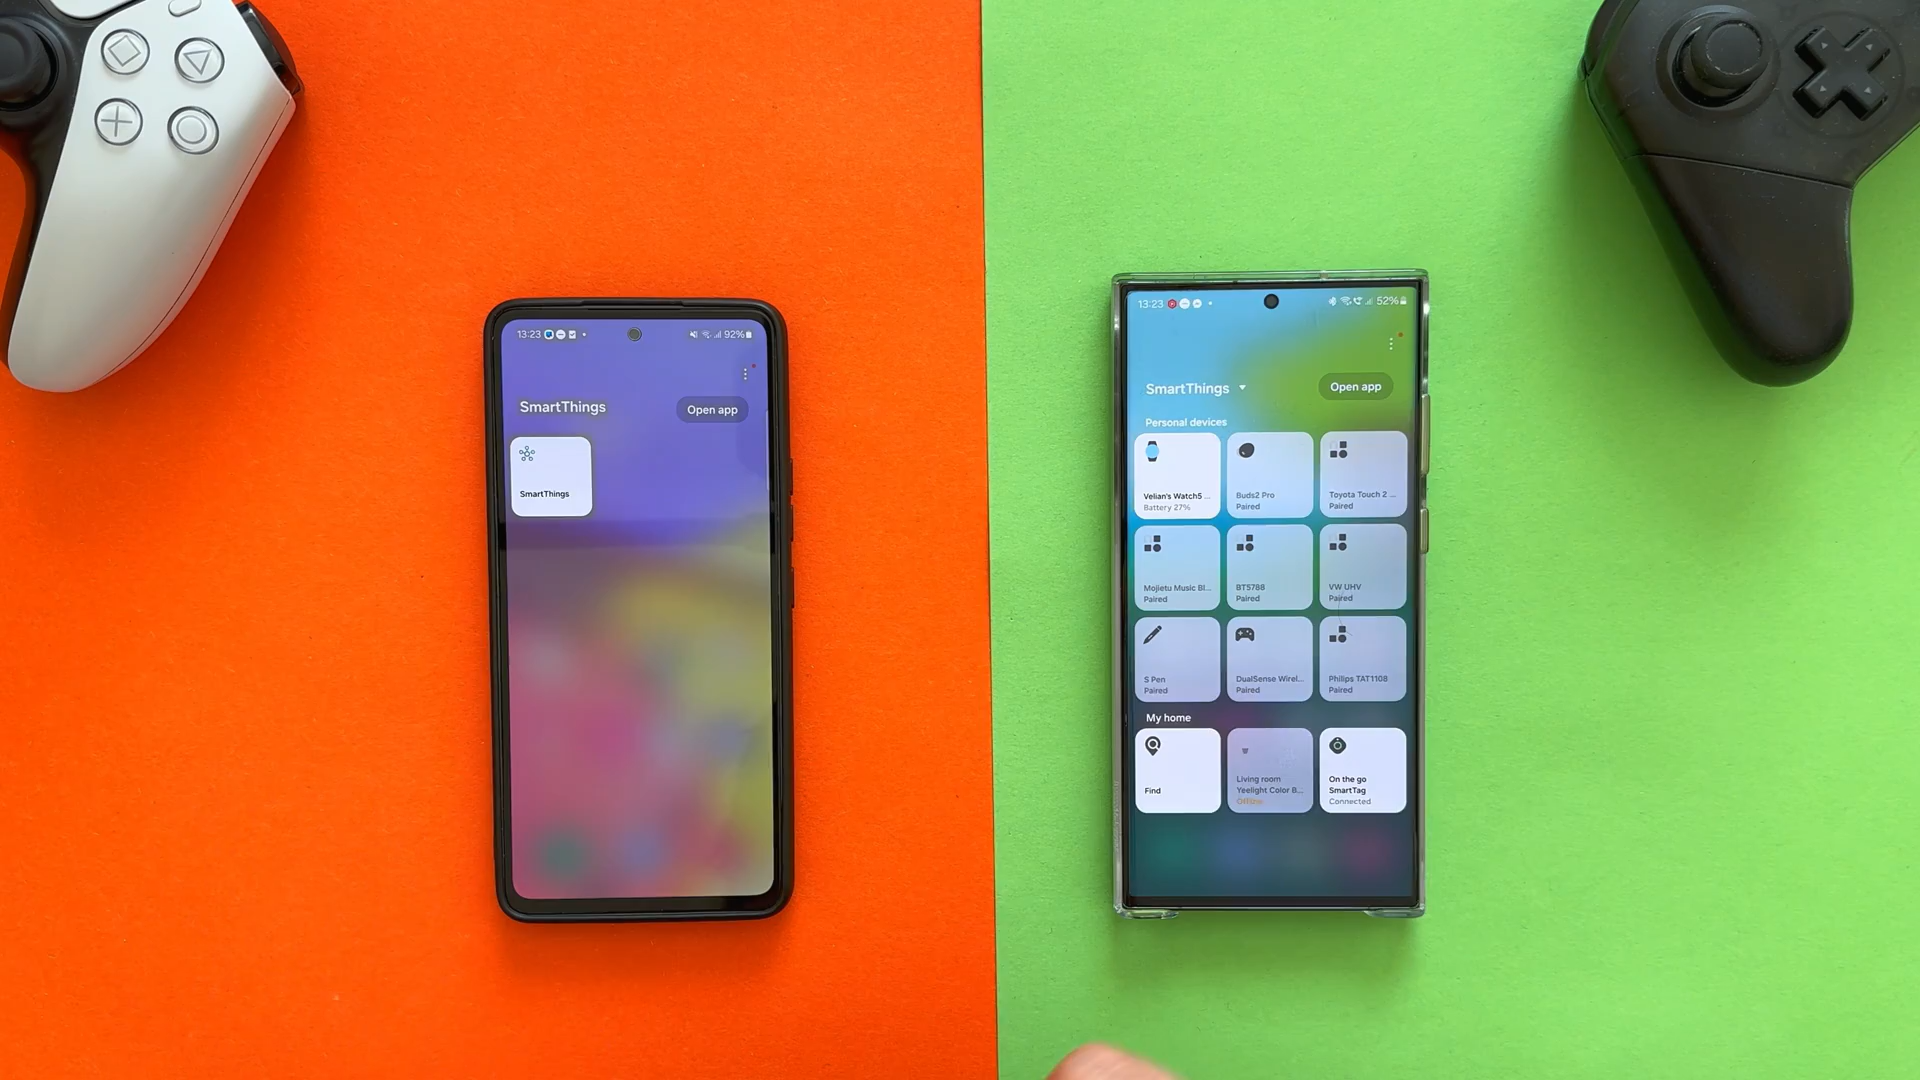 13:23
92%
SmartThings
Open app
SmartThings
13:23
52%
SmartThings
Open app
Personal devices
Velian's Watch5 ...
Battery 27%
Buds2 Pro
Paired
Toyota Touch 2 ...
Paired
Mojietu Music Bl...
Paired
BT5788
Paired
VW UHV
Paired
S Pen
Paired
DualSense Wirel...
Paired
Philips TAT1108
Paired
My home
Find
Living room
Yeelight Color B...
Offline
On the go
SmartTag
Connected